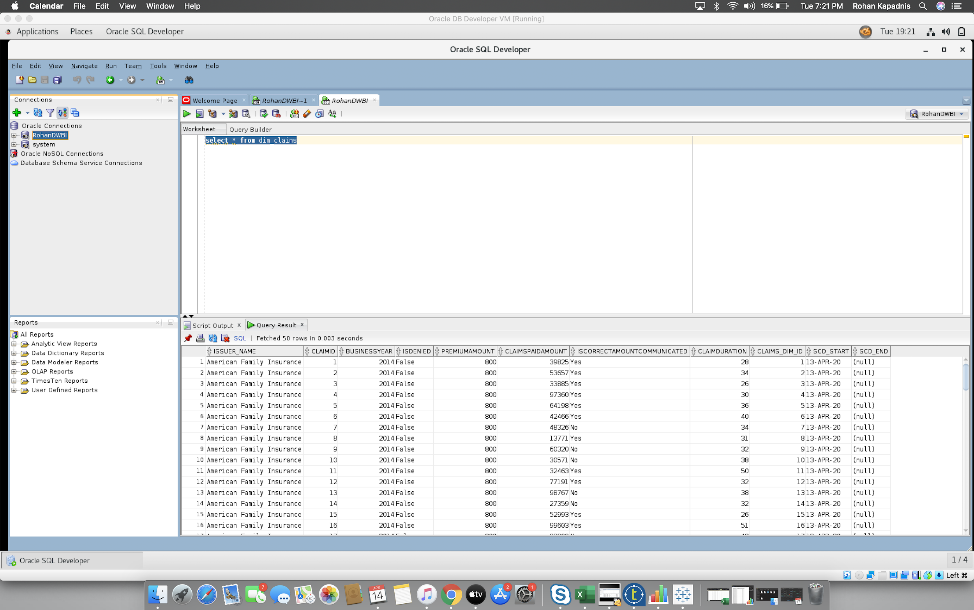 Calendar File Edit View Window Help 16% Tue 7:21 PM Rohan Kapadnis
Oracle DB Developer VM [Running]
Applications Places Oracle SQL Developer Tue 19:21
Oracle SQL Developer
File Edit View Navigate Run Team Tools Window Help
Connections
Oracle Connections
RohanDWBI
system
Oracle NoSQL Connections
Database Schema Service Connections
Welcome Page RohanDWBI~1 RohanDWBI
RohanDWBI
Worksheet Query Builder
select * from dim_claims
Reports
All Reports
Analytic View Reports
Data Dictionary Reports
Data Modeler Reports
OLAP Reports
TimesTen Reports
User Defined Reports
Script Output x Query Result x
SQL | Fetched 50 rows in 0.003 seconds
ISSUER_NAME CLAIMID BUSINESSYEAR ISDENIED PREMIUMAMOUNT CLAIMSPAIDAMOUNT ISCORRECTAMOUNTCOMMUNICATED CLAIMDURATION CLAIMS_DIM_ID SCD_START SCD_END
1 American Family Insurance 1 2014 False 800 39825 Yes 28 1 13-APR-20 (null)
2 American Family Insurance 2 2014 False 800 53657 Yes 34 2 13-APR-20 (null)
3 American Family Insurance 3 2014 False 800 33885 Yes 26 3 13-APR-20 (null)
4 American Family Insurance 4 2014 False 800 97360 Yes 30 4 13-APR-20 (null)
5 American Family Insurance 5 2014 False 800 64198 Yes 36 5 13-APR-20 (null)
6 American Family Insurance 6 2014 False 800 42466 Yes 40 6 13-APR-20 (null)
7 American Family Insurance 7 2014 False 800 48326 No 34 7 13-APR-20 (null)
8 American Family Insurance 8 2014 False 800 13771 Yes 31 8 13-APR-20 (null)
9 American Family Insurance 9 2014 False 800 60320 No 32 9 13-APR-20 (null)
10 American Family Insurance 10 2014 False 800 30571 No 38 10 13-APR-20 (null)
11 American Family Insurance 11 2014 False 800 32463 Yes 50 11 13-APR-20 (null)
12 American Family Insurance 12 2014 False 800 77191 Yes 32 12 13-APR-20 (null)
13 American Family Insurance 13 2014 False 800 98767 No 38 13 13-APR-20 (null)
14 American Family Insurance 14 2014 False 800 27359 No 32 14 13-APR-20 (null)
15 American Family Insurance 15 2014 False 800 52993 Yes 26 15 13-APR-20 (null)
16 American Family Insurance 16 2014 False 800 99603 Yes 51 16 13-APR-20 (null)
Oracle SQL Developer 1 / 4
Left ⌘